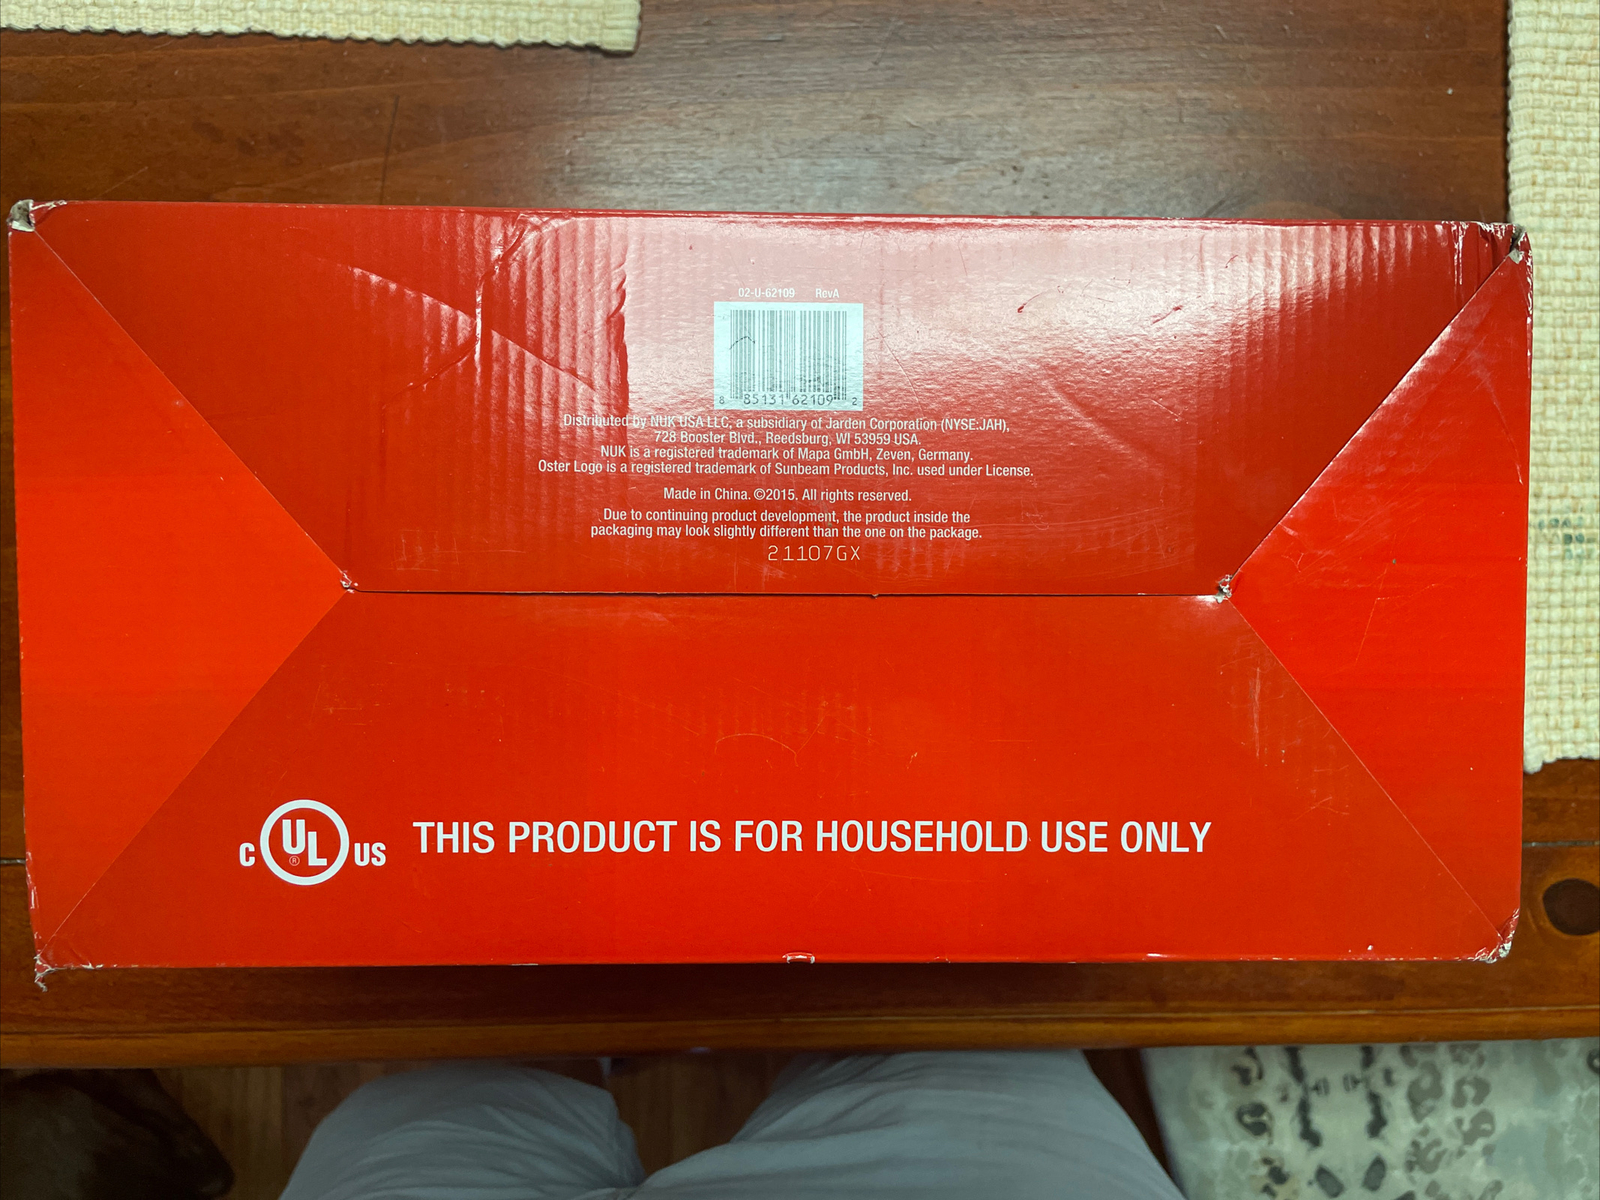 02-U-62109 RevA
8 85131 62109 2
Distributed by NUK USA LLC, a subsidiary of Jarden Corporation (NYSE:JAH),
728 Booster Blvd., Reedsburg, WI 53959 USA.
NUK is a registered trademark of Mapa GmbH, Zeven, Germany.
Oster Logo is a registered trademark of Sunbeam Products, Inc. used under License.
Made in China. ©2015. All rights reserved.
Due to continuing product development, the product inside the
packaging may look slightly different than the one on the package.
21107GX
C UL ® US THIS PRODUCT IS FOR HOUSEHOLD USE ONLY